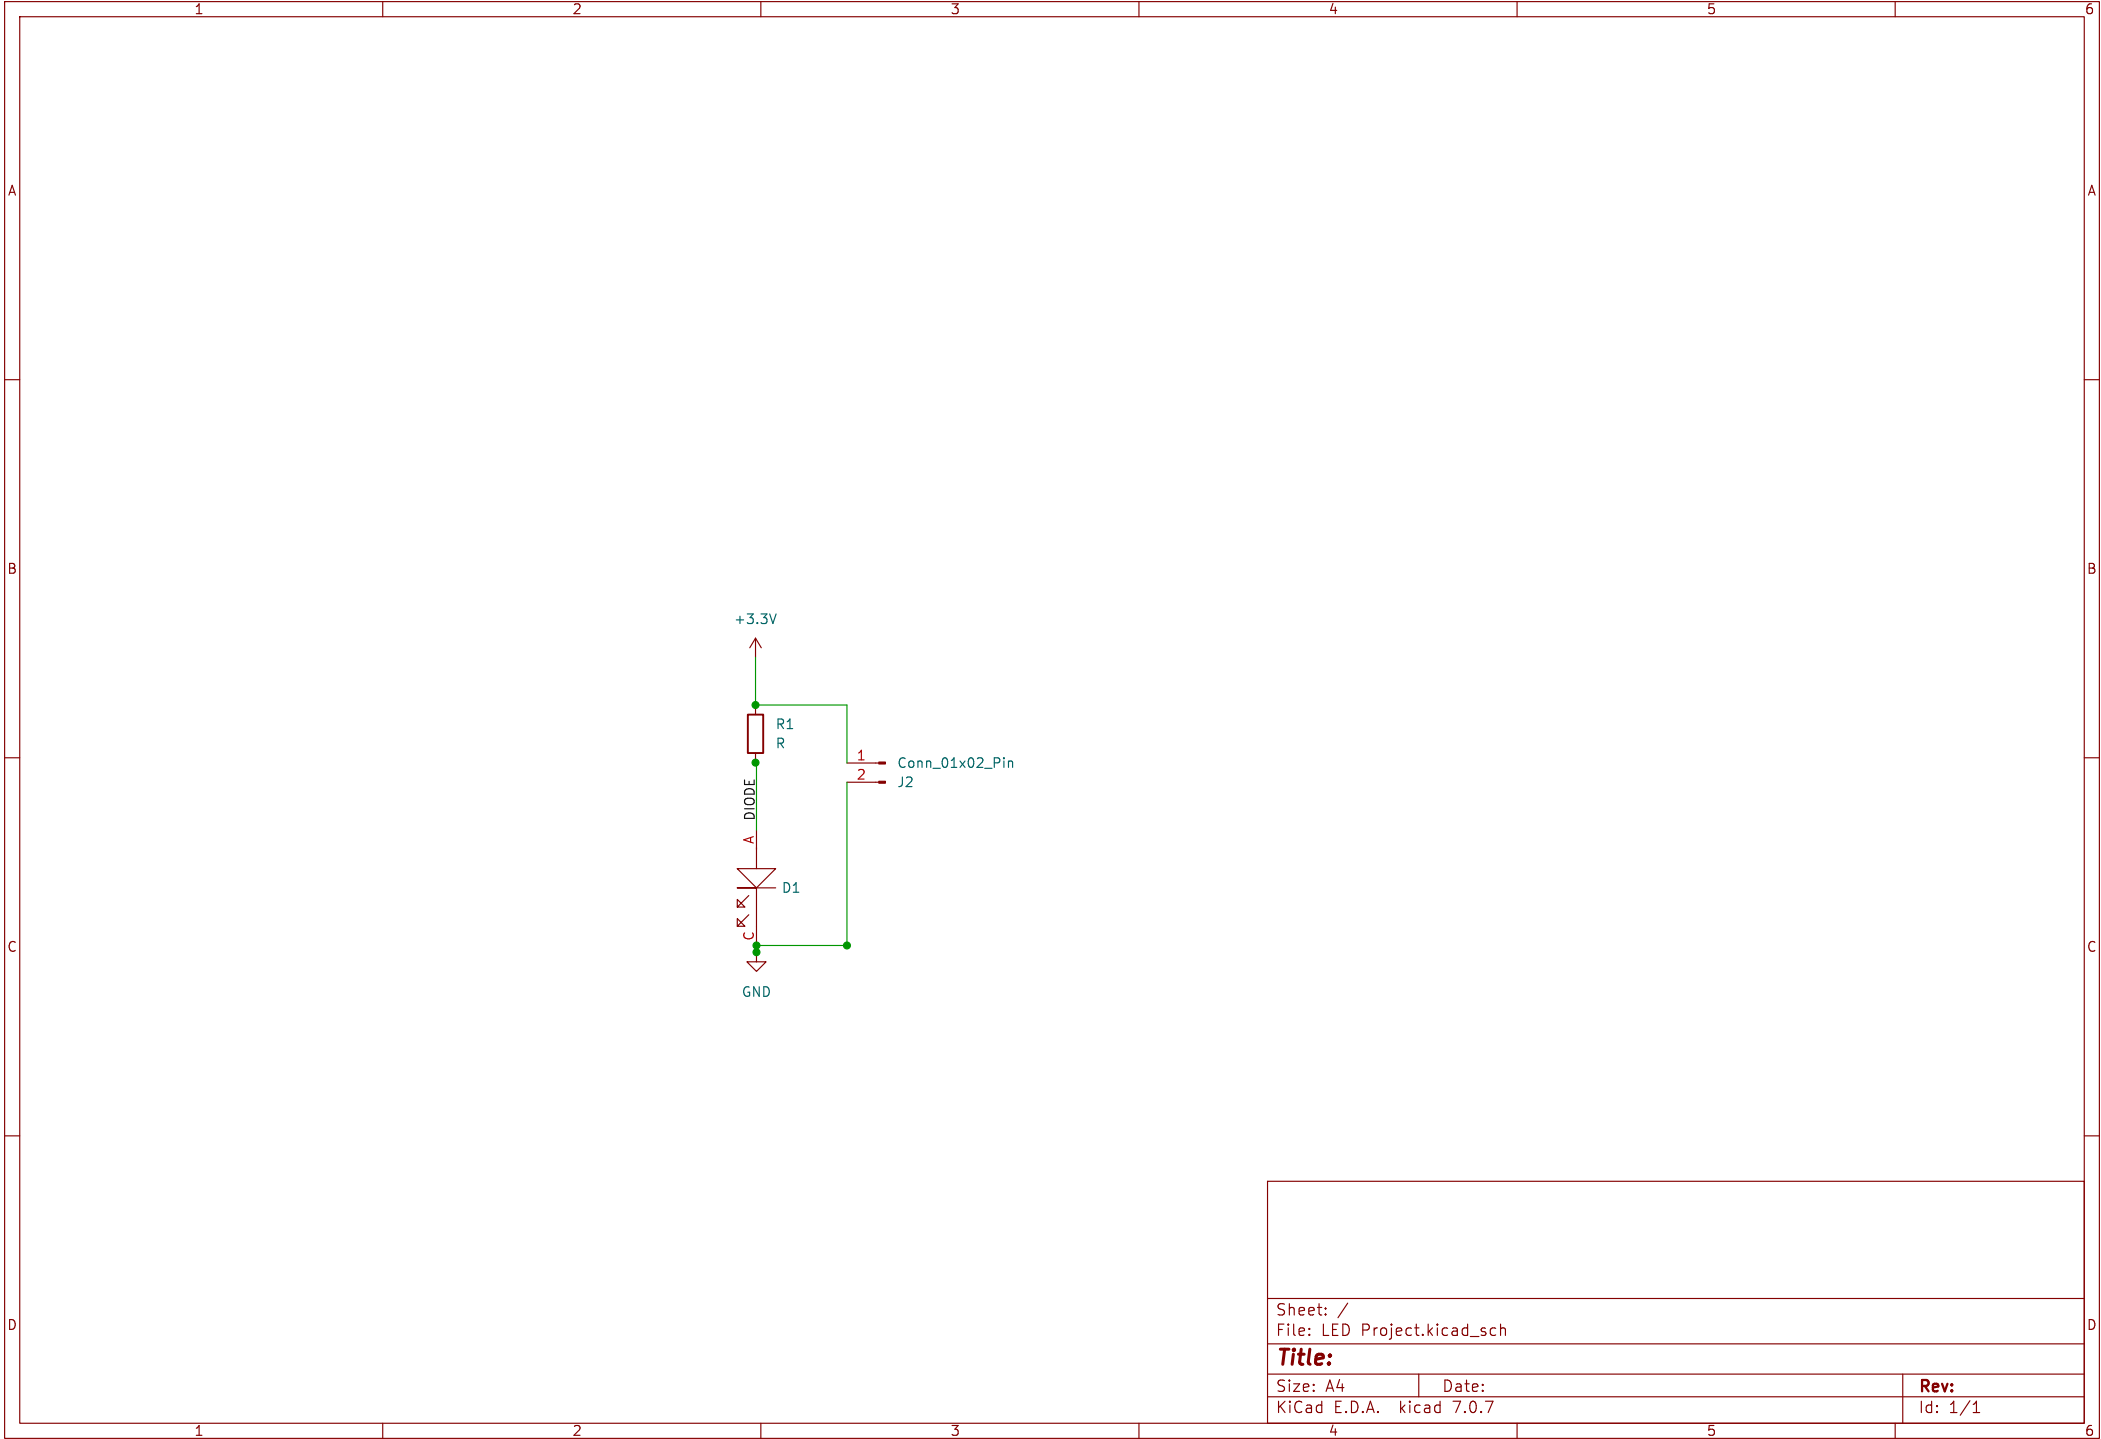 1 2 3 4 5 6
A A
+3.3V
B B
R1
R
1 Conn_01x02_Pin
2 J2
DIODE
A
D1
C
C C
GND
Sheet: /
File: LED Project.kicad_sch
D D
Title:
Size: A4 Date: Rev:
KiCad E.D.A. kicad 7.0.7 Id: 1/1
1 2 3 4 5 6